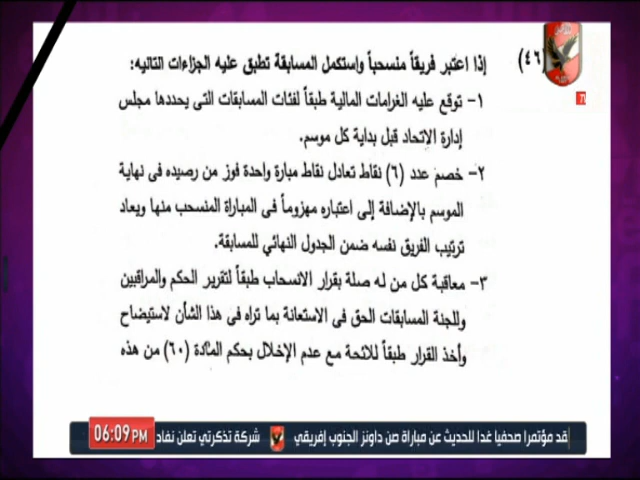 (٤٦) إذا اعتبر فريقاً منسحباً واستكمل المسابقة تطبق عليه الجزاءات التاليه:
١- توقع عليه الغرامات المالية طبقاً لفئات المسابقات التى يحددها مجلس
إدارة الإتحاد قبل بداية كل موسم.
٢- خصم عدد (٦) نقاط تعادل نقاط مبارة واحدة فوز من رصيده فى نهاية
الموسم بالإضافة إلى اعتباره مهزوماً فى المباراة المنسحب منها ويعاد
ترتيب الفريق نفسه ضمن الجدول النهائي للمسابقة.
٣- معاقبة كل من له صلة بقرار الانسحاب طبقاً لتقرير الحكم والمراقبين
وللجنة المسابقات الحق فى الاستعانة بما تراه فى هذا الشأن لاستيضاح
وأخذ القرار طبقاً للائحة مع عدم الإخلال بحكم المادة (٦٠) من هذه
قد مؤتمرا صحفيا غدا للحديث عن مباراة صن داونز الجنوب إفريقي شركة تذكرتي تعلن نفاد
06:09 PM